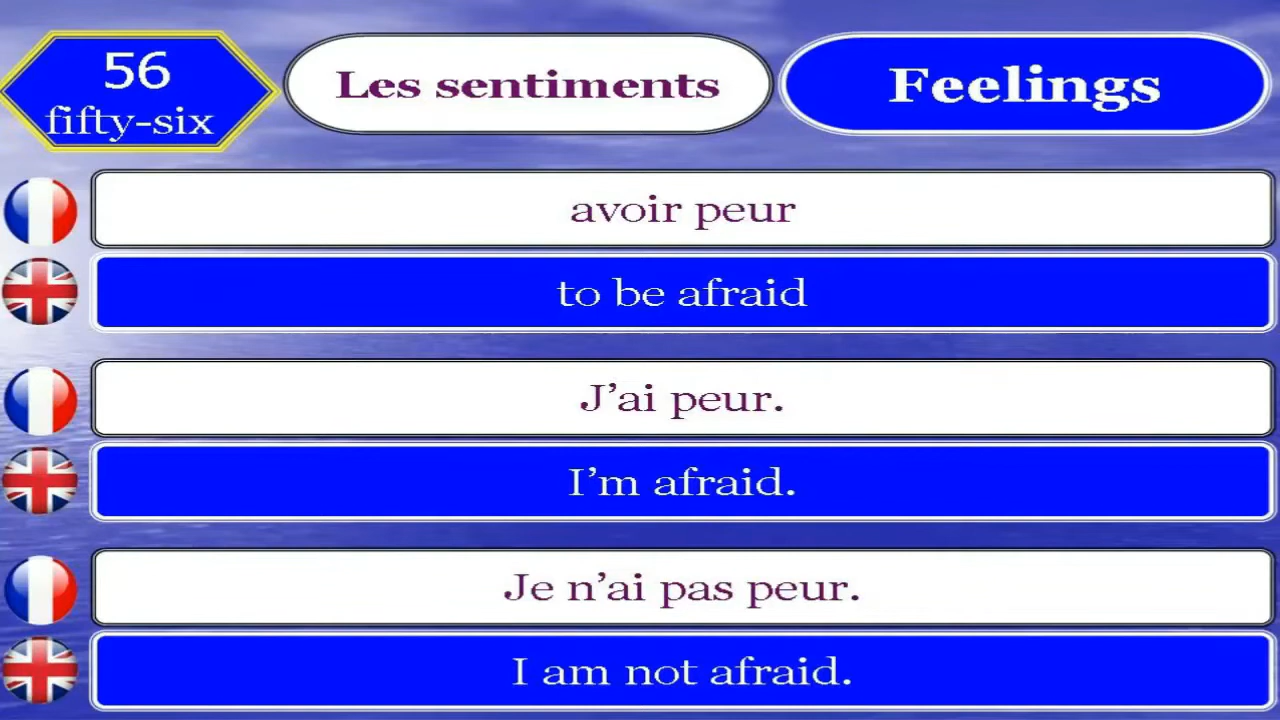 56
fifty-six
Les sentiments
Feelings
avoir peur
to be afraid
J’ai peur.
I’m afraid.
Je n’ai pas peur.
I am not afraid.